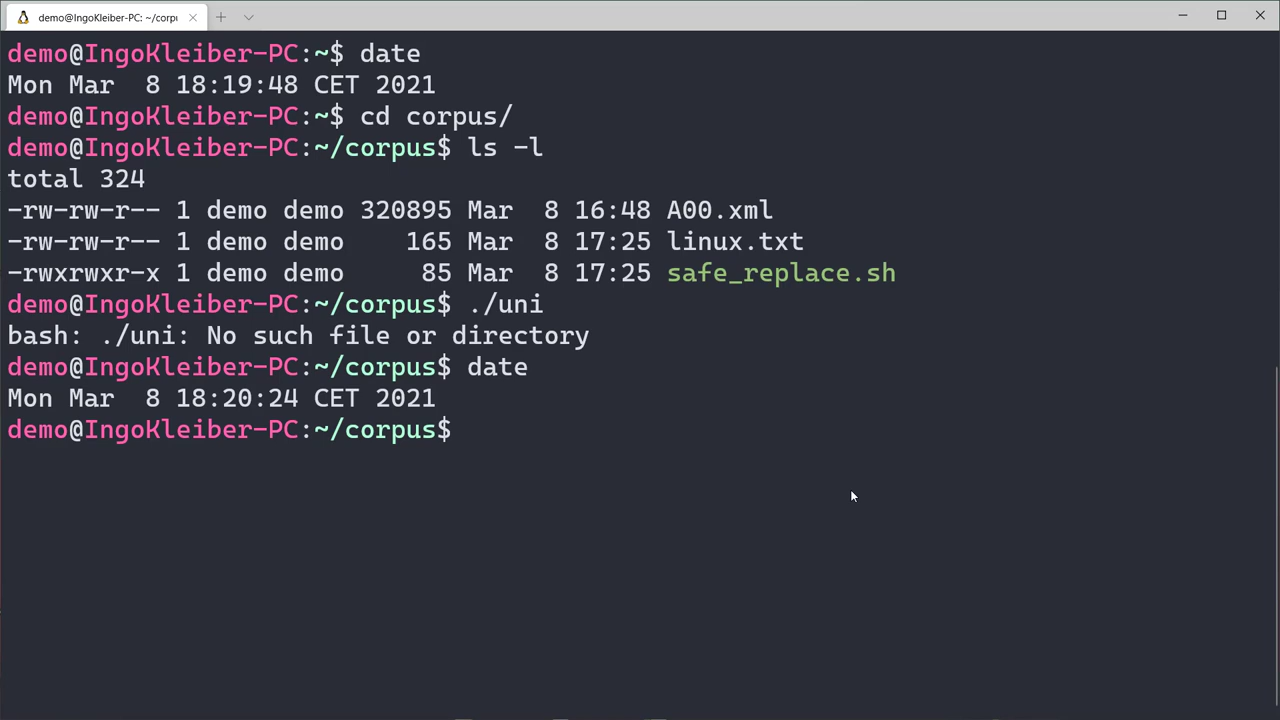 demo@IngoKleiber-PC: ~/corpu
demo@IngoKleiber-PC:~$ date
Mon Mar  8 18:19:48 CET 2021
demo@IngoKleiber-PC:~$ cd corpus/
demo@IngoKleiber-PC:~/corpus$ ls -l
total 324
-rw-rw-r-- 1 demo demo 320895 Mar  8 16:48 A00.xml
-rw-rw-r-- 1 demo demo    165 Mar  8 17:25 linux.txt
-rwxrwxr-x 1 demo demo     85 Mar  8 17:25 safe_replace.sh
demo@IngoKleiber-PC:~/corpus$ ./uni
bash: ./uni: No such file or directory
demo@IngoKleiber-PC:~/corpus$ date
Mon Mar  8 18:20:24 CET 2021
demo@IngoKleiber-PC:~/corpus$